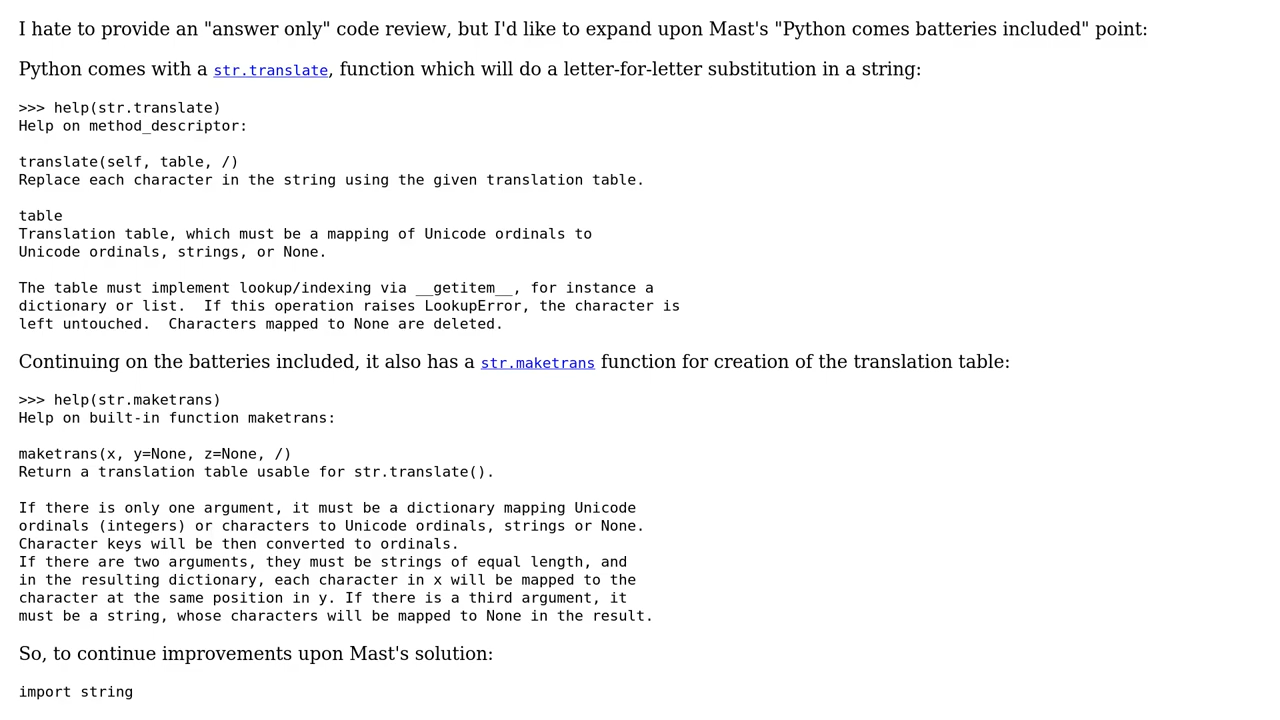 I hate to provide an "answer only" code review, but I'd like to expand upon Mast's "Python comes batteries included" point:
Python comes with a str.translate, function which will do a letter-for-letter substitution in a string:
>>> help(str.translate)
Help on method_descriptor:
translate(self, table, /)
Replace each character in the string using the given translation table.
table
Translation table, which must be a mapping of Unicode ordinals to
Unicode ordinals, strings, or None.
The table must implement lookup/indexing via __getitem__, for instance a
dictionary or list.  If this operation raises LookupError, the character is
left untouched.  Characters mapped to None are deleted.
Continuing on the batteries included, it also has a str.maketrans function for creation of the translation table:
>>> help(str.maketrans)
Help on built-in function maketrans:
maketrans(x, y=None, z=None, /)
Return a translation table usable for str.translate().
If there is only one argument, it must be a dictionary mapping Unicode
ordinals (integers) or characters to Unicode ordinals, strings or None.
Character keys will be then converted to ordinals.
If there are two arguments, they must be strings of equal length, and
in the resulting dictionary, each character in x will be mapped to the
character at the same position in y. If there is a third argument, it
must be a string, whose characters will be mapped to None in the result.
So, to continue improvements upon Mast's solution:
import string